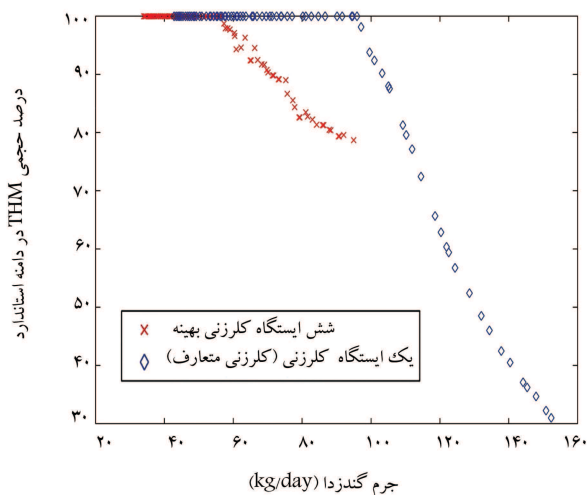 ۱۰۰
۹۰
۸۰
۷۰
۶۰
۵۰
۴۰
۳۰
درصد حجمی THM در دامنه استاندارد
شش ایستگاه کلرزنی بهینه
یک ایستگاه کلرزنی (کلرزنی متعارف)
۲۰ ۴۰ ۶۰ ۸۰ ۱۰۰ ۱۲۰ ۱۴۰ ۱۶۰
جرم گندزدا (kg/day)